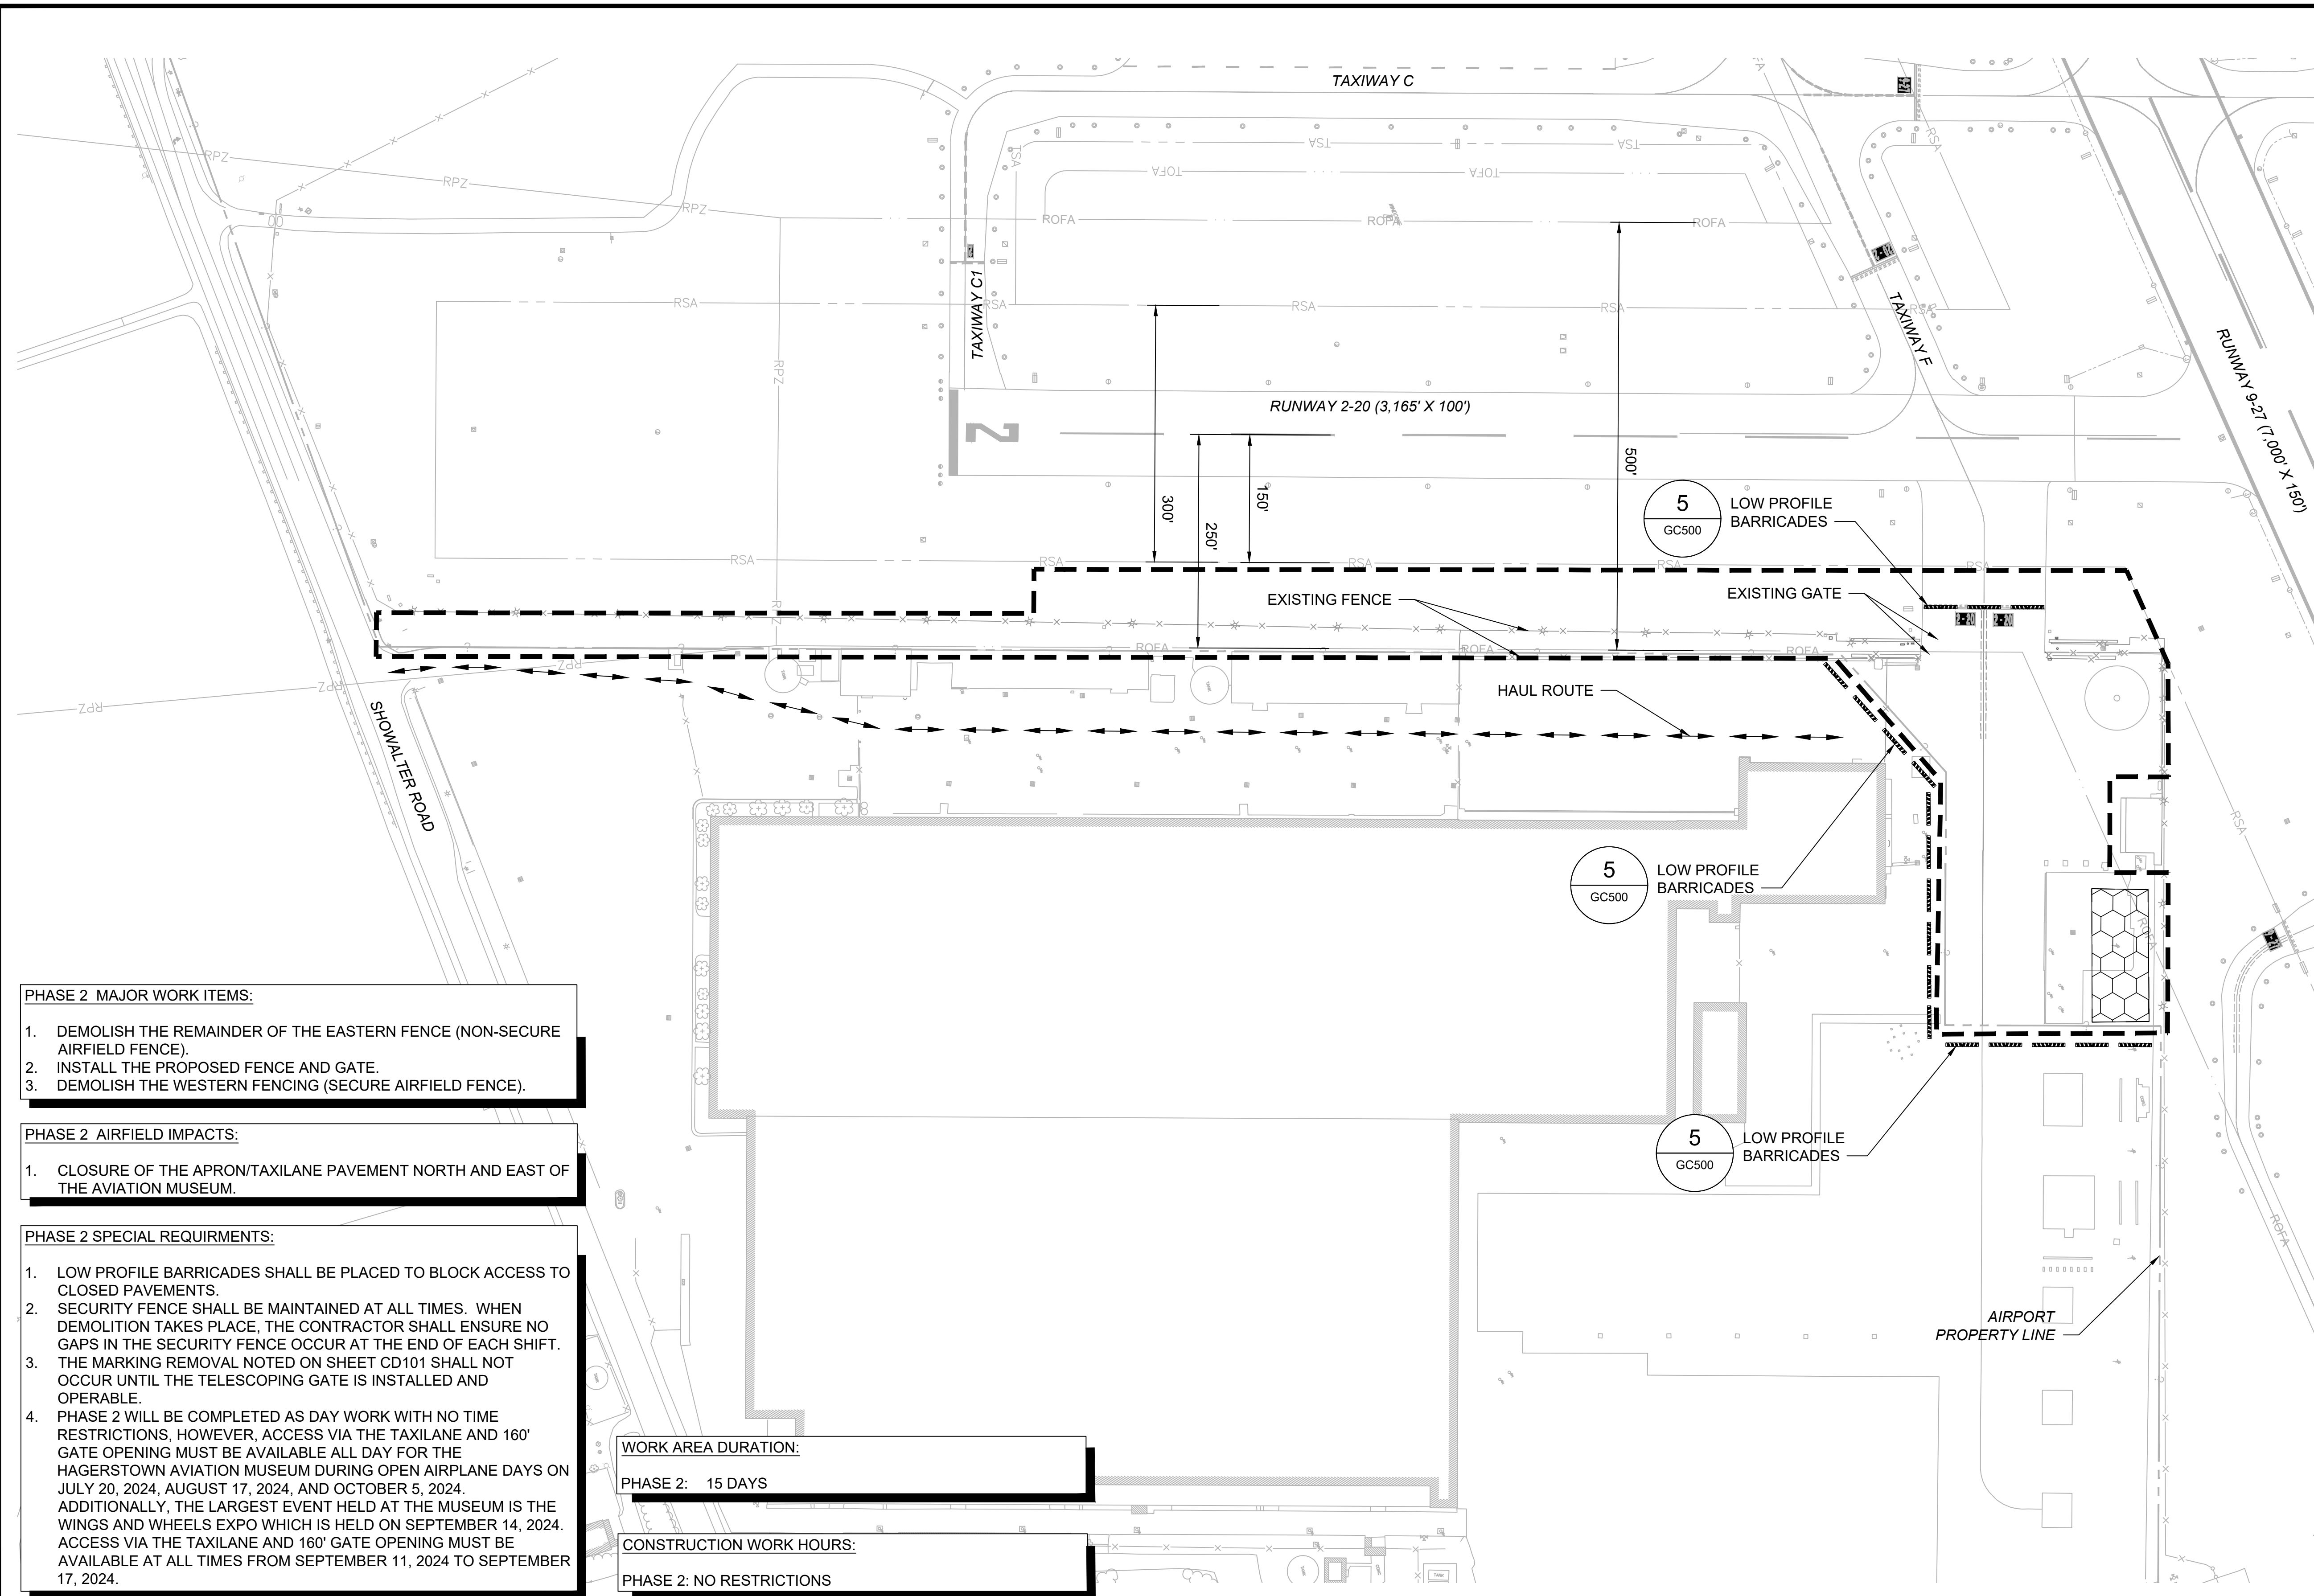 TAXIWAY C
RSA
TSA
TSA
TSA
TOFA
TOFA
RPZ
RPZ
RPZ
ROFA
ROFA
ROFA
TAXIWAY C1
RSA
RSA
RSA
RSA
RSA
TAXIWAY F
RPZ
RUNWAY 9-27 (7,000' X 150')
RUNWAY 2-20 (3,165' X 100')
2
300'
250'
150'
500'
5
GC500
LOW PROFILE
BARRICADES
RSA
RSA
RSA
RSA
RSA
EXISTING FENCE
EXISTING GATE
RPZ
ROFA
ROFA
ROFA
RPZ
RPZ
RPZ
HAUL ROUTE
SHOWALTER ROAD
RSA
5
GC500
LOW PROFILE
BARRICADES
ROFA
5
GC500
LOW PROFILE
BARRICADES
ROFA
AIRPORT
PROPERTY LINE
PHASE 2 MAJOR WORK ITEMS:
1. DEMOLISH THE REMAINDER OF THE EASTERN FENCE (NON-SECURE
AIRFIELD FENCE).
2. INSTALL THE PROPOSED FENCE AND GATE.
3. DEMOLISH THE WESTERN FENCING (SECURE AIRFIELD FENCE).
PHASE 2 AIRFIELD IMPACTS:
1. CLOSURE OF THE APRON/TAXILANE PAVEMENT NORTH AND EAST OF
THE AVIATION MUSEUM.
PHASE 2 SPECIAL REQUIRMENTS:
1. LOW PROFILE BARRICADES SHALL BE PLACED TO BLOCK ACCESS TO
CLOSED PAVEMENTS.
2. SECURITY FENCE SHALL BE MAINTAINED AT ALL TIMES. WHEN
DEMOLITION TAKES PLACE, THE CONTRACTOR SHALL ENSURE NO
GAPS IN THE SECURITY FENCE OCCUR AT THE END OF EACH SHIFT.
3. THE MARKING REMOVAL NOTED ON SHEET CD101 SHALL NOT
OCCUR UNTIL THE TELESCOPING GATE IS INSTALLED AND
OPERABLE.
4. PHASE 2 WILL BE COMPLETED AS DAY WORK WITH NO TIME
RESTRICTIONS, HOWEVER, ACCESS VIA THE TAXILANE AND 160'
GATE OPENING MUST BE AVAILABLE ALL DAY FOR THE
HAGERSTOWN AVIATION MUSEUM DURING OPEN AIRPLANE DAYS ON
JULY 20, 2024, AUGUST 17, 2024, AND OCTOBER 5, 2024.
ADDITIONALLY, THE LARGEST EVENT HELD AT THE MUSEUM IS THE
WINGS AND WHEELS EXPO WHICH IS HELD ON SEPTEMBER 14, 2024.
ACCESS VIA THE TAXILANE AND 160' GATE OPENING MUST BE
AVAILABLE AT ALL TIMES FROM SEPTEMBER 11, 2024 TO SEPTEMBER
17, 2024.
WORK AREA DURATION:
PHASE 2: 15 DAYS
CONSTRUCTION WORK HOURS:
PHASE 2: NO RESTRICTIONS